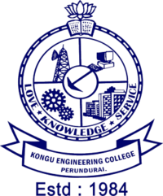 LOVE • KNOWLEDGE • SERVICE
KONGU ENGINEERING COLLEGE
PERUNDURAI.
Estd : 1984